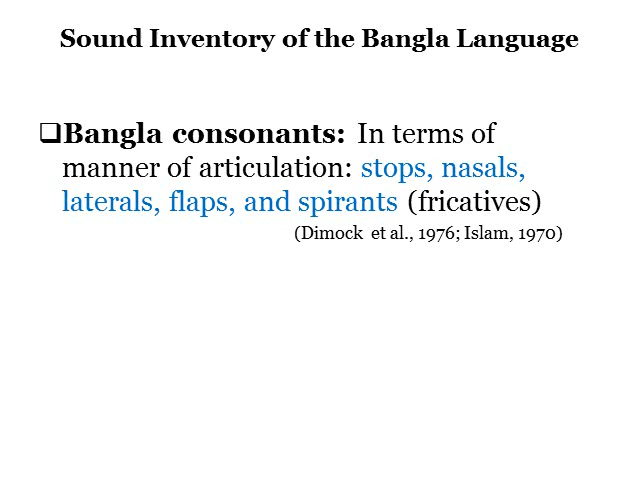 Sound Inventory of the Bangla Language
❑Bangla consonants: In terms of
manner of articulation: stops, nasals,
laterals, flaps, and spirants (fricatives)
(Dimock et al., 1976; Islam, 1970)